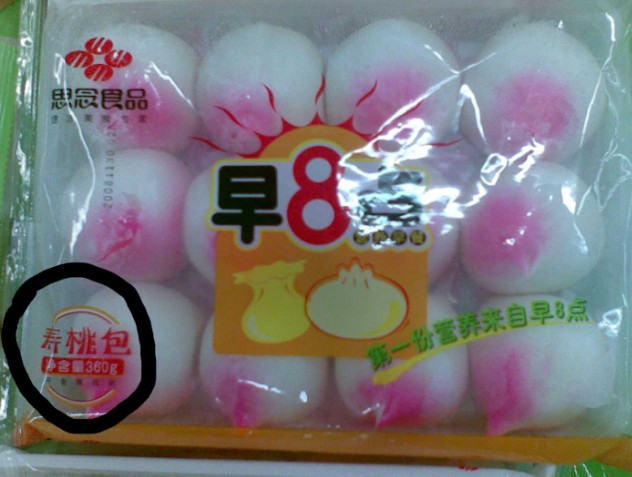 思念食品
早8点
第一份营养来自早8点
寿桃包
净含量360g